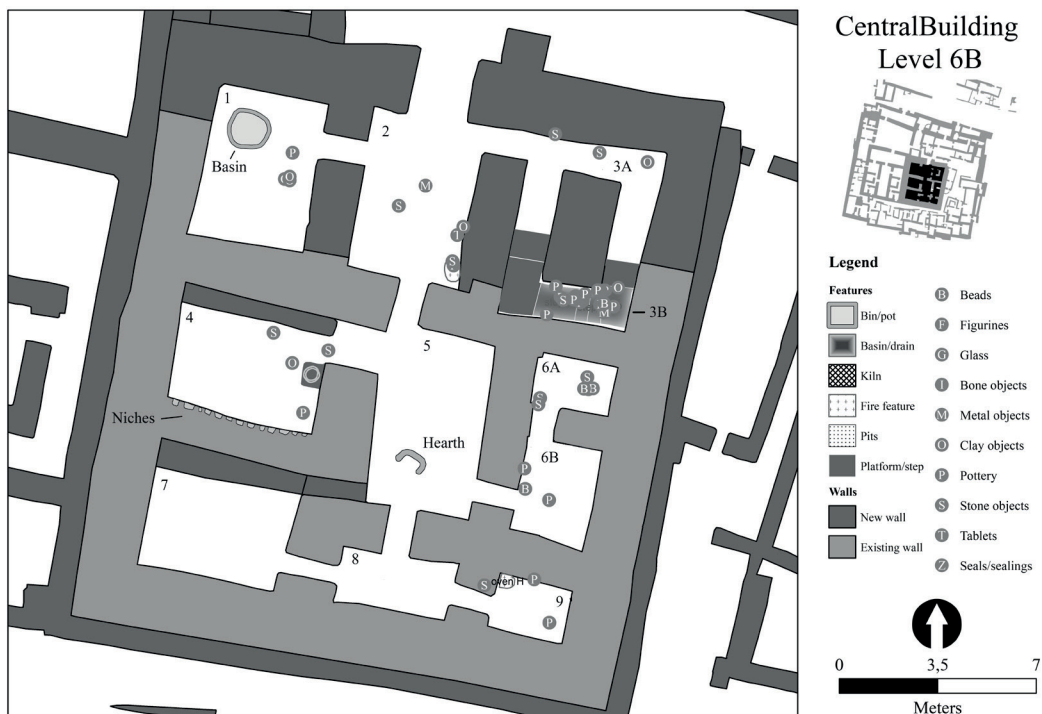 CentralBuilding
Level 6B
1
2
Basin
P
O
M
S
S
S
O
3A
O
T
S
P
P
P
O
S
P
B
P
M
P
3B
4
S
S
O
P
5
6A
S
B
B
S
S
Niches
Hearth
6B
P
B
P
7
8
S
oven H
P
9
P
Legend
Features
Bin/pot
Basin/drain
Kiln
Fire feature
Pits
Platform/step
Walls
New wall
Existing wall
B Beads
F Figurines
G Glass
I Bone objects
M Metal objects
O Clay objects
P Pottery
S Stone objects
T Tablets
Z Seals/sealings
0 3,5 7
Meters